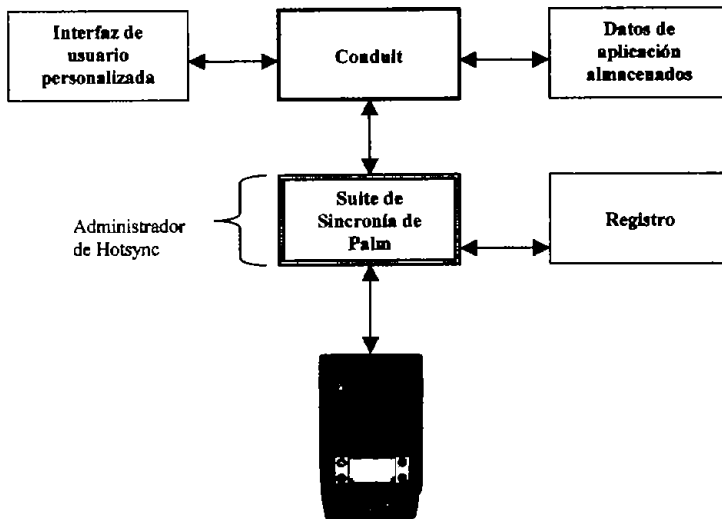 Interfaz de
usuario
personalizada
Conduit
Datos de
aplicación
almacenados
Administrador
de Hotsync
Suite de
Sincronía de
Palm
Registro